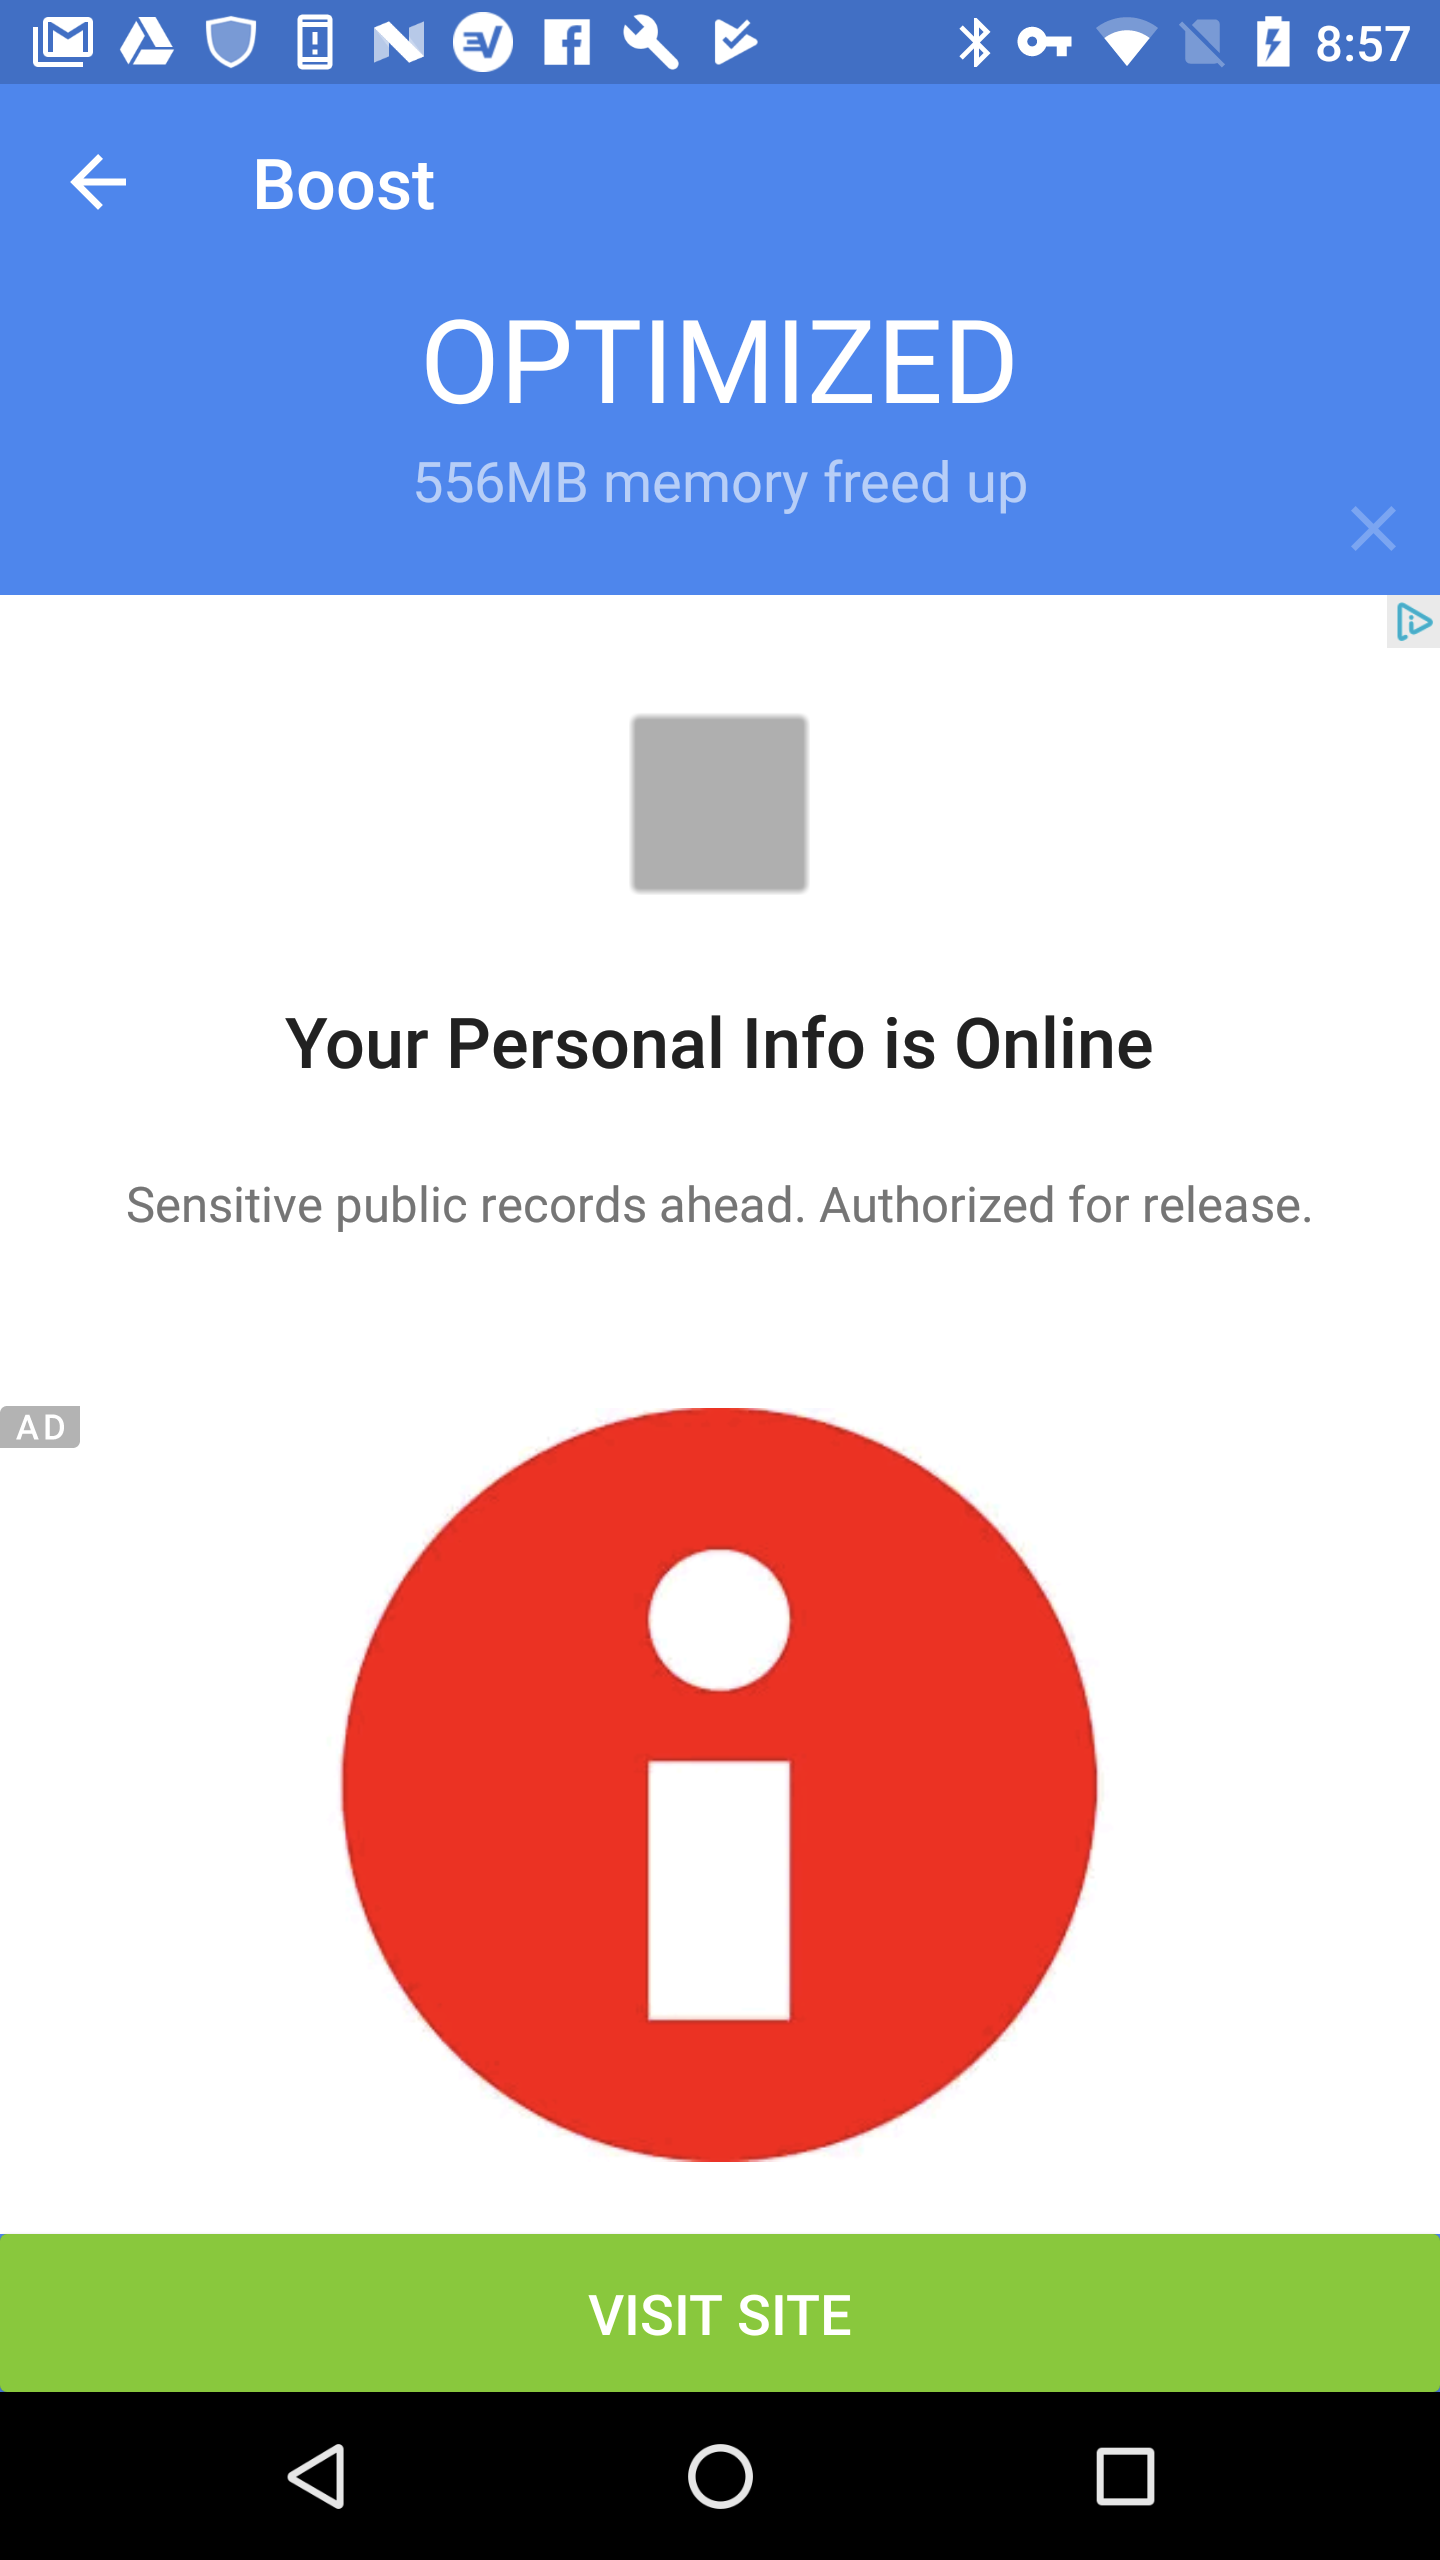 8:57
Boost
OPTIMIZED
556MB memory freed up
Your Personal Info is Online
Sensitive public records ahead. Authorized for release.
AD
VISIT SITE